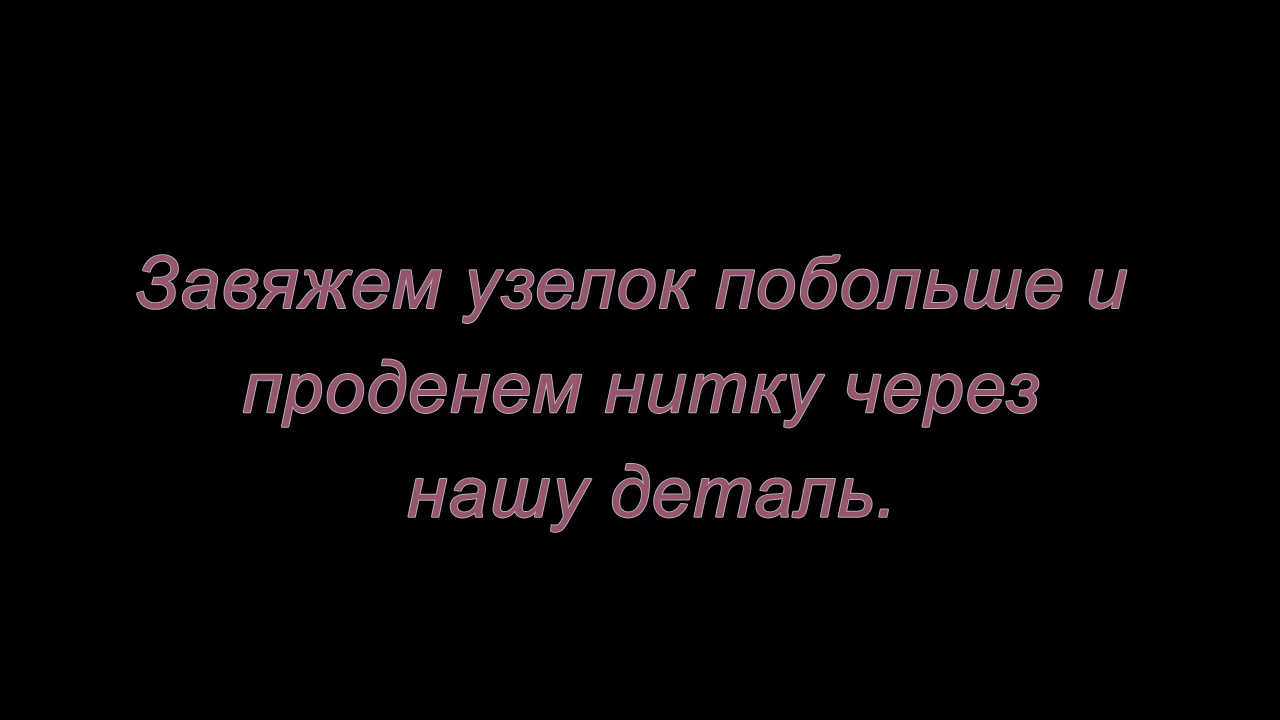 Завяжем узелок побольше и
проденем нитку через
нашу деталь.